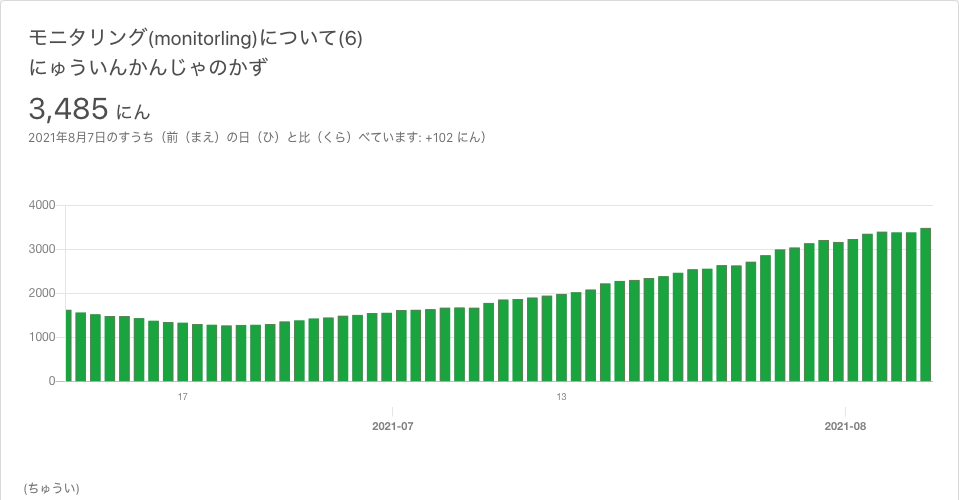 モニタリング(monitorling)について(6)
にゅういんかんじゃのかず
3,485 にん
2021年8月7日のすうち（前（まえ）の日（ひ）と比（くら）べています: +102 にん）
4000
3000
2000
1000
0
17
13
2021-07
2021-08
(ちゅうい)